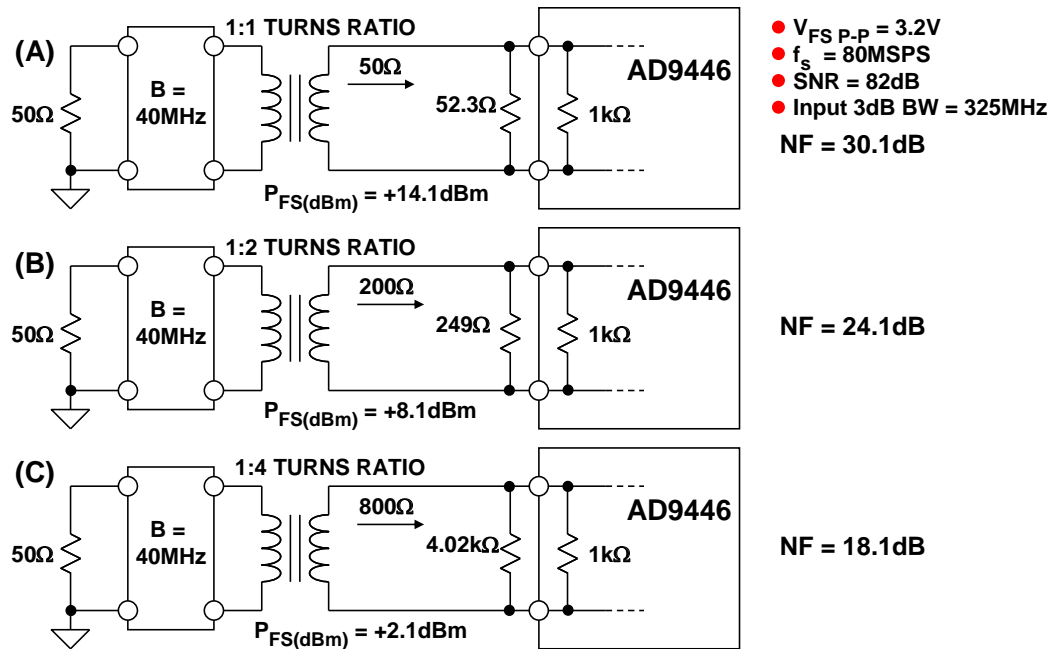 1:1 TURNS RATIO
(A)
50Ω
B =
40MHz
50Ω
52.3Ω
1kΩ
AD9446
P_FS(dBm) = +14.1dBm
V_FS P-P = 3.2V
f_s = 80MSPS
SNR = 82dB
Input 3dB BW = 325MHz
NF = 30.1dB
1:2 TURNS RATIO
(B)
50Ω
B =
40MHz
200Ω
249Ω
1kΩ
AD9446
P_FS(dBm) = +8.1dBm
NF = 24.1dB
1:4 TURNS RATIO
(C)
50Ω
B =
40MHz
800Ω
4.02kΩ
1kΩ
AD9446
P_FS(dBm) = +2.1dBm
NF = 18.1dB